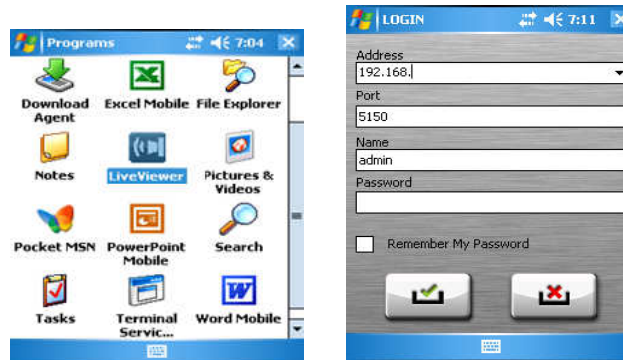 Programs 7:04
Download Agent
Excel Mobile
File Explorer
Notes
LiveViewer
Pictures & Videos
Pocket MSN
PowerPoint Mobile
Search
Tasks
Terminal Servic...
Word Mobile
LOGIN 7:11
Address
192.168.
Port
5150
Name
admin
Password
Remember My Password